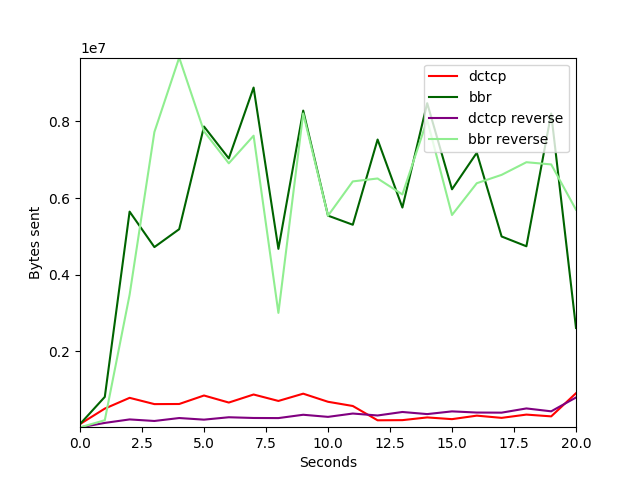 1e7
0.8
0.6
0.4
0.2
Bytes sent
dctcp
bbr
dctcp reverse
bbr reverse
0.0 2.5 5.0 7.5 10.0 12.5 15.0 17.5 20.0
Seconds